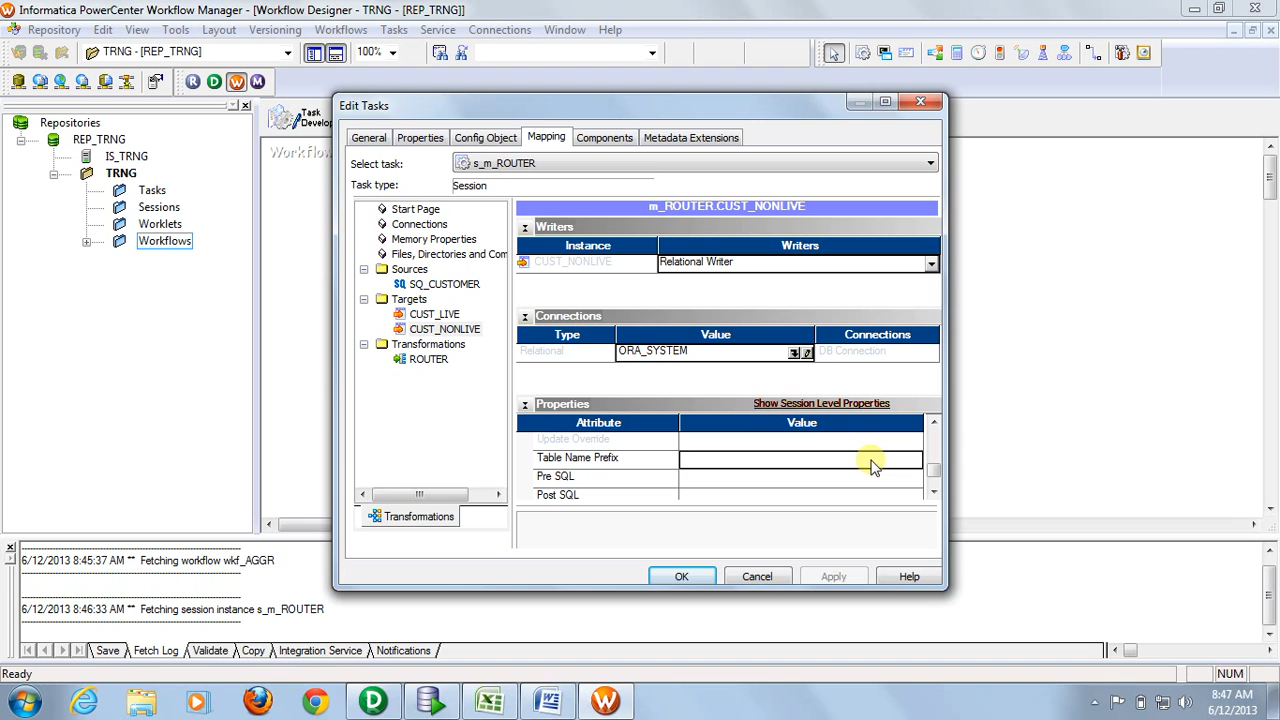 Informatica PowerCenter Workflow Manager - [Workflow Designer - TRNG - [REP_TRNG]]
Repository Edit View Tools Layout Versioning Workflows Tasks Service Connections Window Help
TRNG - [REP_TRNG] 100%
R D W M
Edit Tasks
General Properties Config Object Mapping Components Metadata Extensions
Select task: s_m_ROUTER
Task type: Session
Repositories
REP_TRNG
IS_TRNG
TRNG
Tasks
Sessions
Worklets
Workflows
Task
Develop
Start Page
Connections
Memory Properties
Files, Directories and Com
Sources
SQ_CUSTOMER
Targets
CUST_LIVE
CUST_NONLIVE
Transformations
ROUTER
Transformations
m_ROUTER.CUST_NONLIVE
Writers
Instance Writers
CUST_NONLIVE Relational Writer
Connections
Type Value Connections
Relational ORA_SYSTEM DB Connection
Properties Show Session Level Properties
Attribute Value
Update Override
Table Name Prefix
Pre SQL
Post SQL
OK Cancel Apply Help
6/12/2013 8:45:37 AM ** Fetching workflow wkf_AGGR
6/12/2013 8:46:33 AM ** Fetching session instance s_m_ROUTER
Save Fetch Log Validate Copy Integration Service Notifications
Ready NUM
D W
8:47 AM
6/12/2013